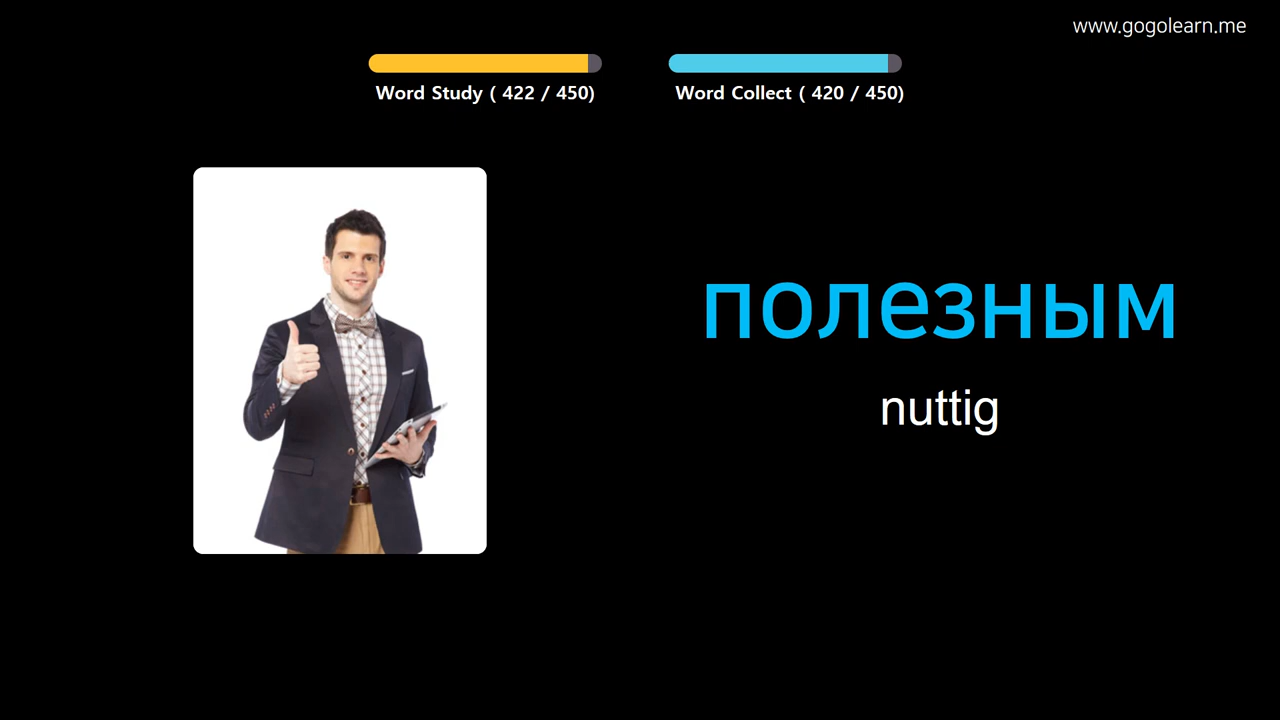 www.gogolearn.me
Word Study ( 422 / 450)
Word Collect ( 420 / 450)
полезным
nuttig